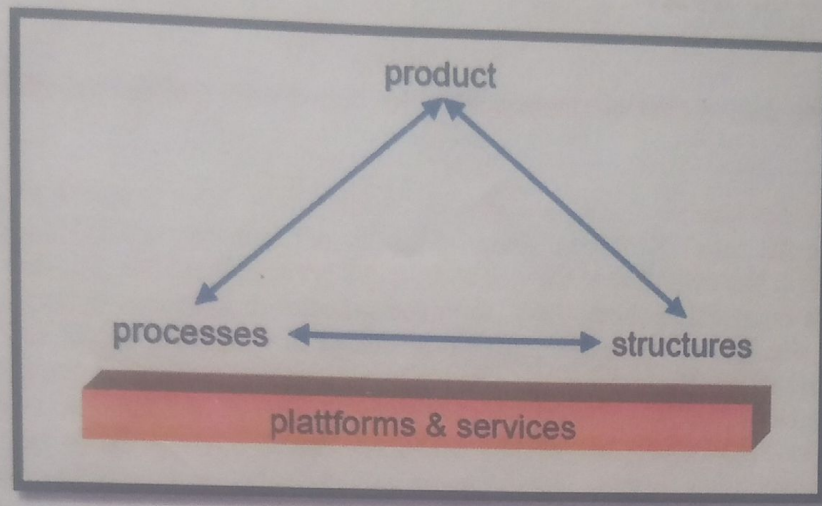 product
processes
structures
plattforms & services